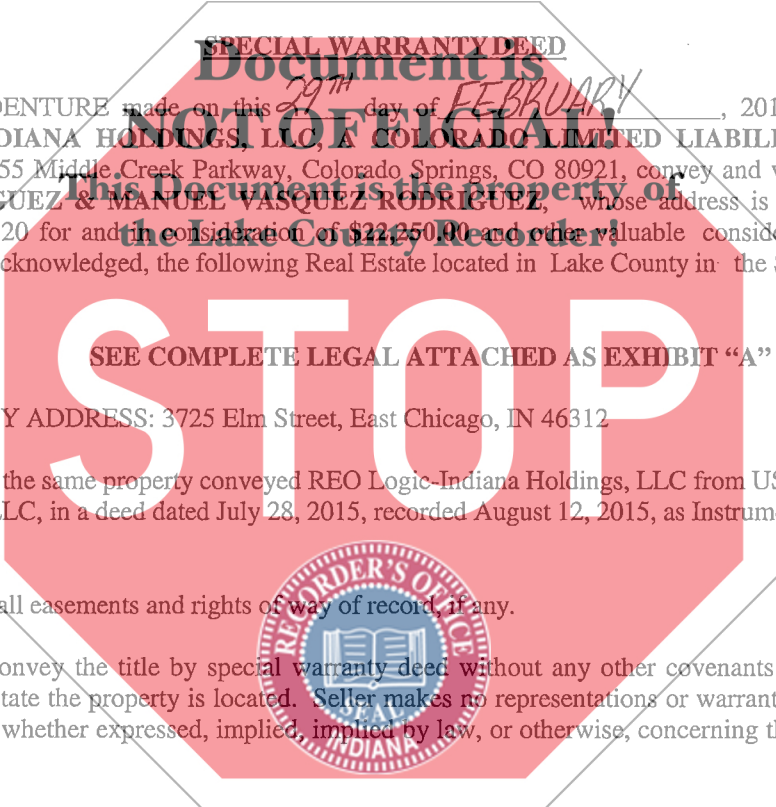 SPECIAL WARRANTY DEED
Document is
DENTURE made on this 29TH day of FEBRUARY, 201
NOT OFFICIAL!
DIANA HOLDINGS, LLC, A COLORADO LIMITED LIABILI
55 Middle Creek Parkway, Colorado Springs, CO 80921, convey and v
This Document is the property of
GUEZ & MANUEL VASQUEZ RODRIGUEZ, whose address is
20 for and in consideration of $22,250.00 and other valuable conside
the Lake County Recorder!
cknowledged, the following Real Estate located in Lake County in the S
STOP
SEE COMPLETE LEGAL ATTACHED AS EXHIBIT “A”
Y ADDRESS: 3725 Elm Street, East Chicago, IN 46312
the same property conveyed REO Logic-Indiana Holdings, LLC from US
LLC, in a deed dated July 28, 2015, recorded August 12, 2015, as Instrum
RECORDER'S OFFICE
all easements and rights of way of record, if any.
onvey the title by special warranty deed without any other covenants
tate the property is located. Seller makes no representations or warrant
SEAL
whether expressed, implied, implied by law, or otherwise, concerning th
INDIANA